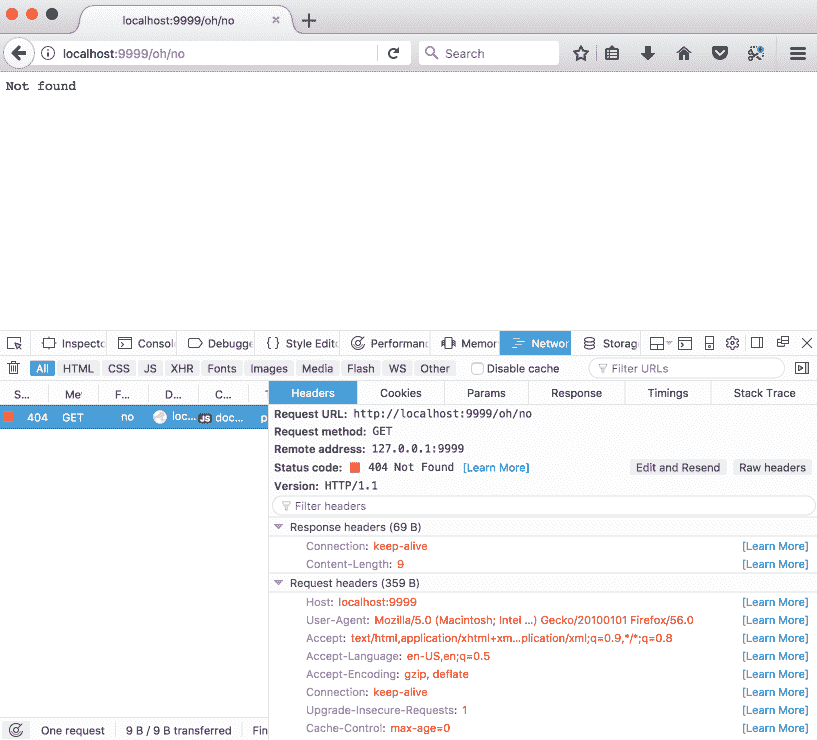 localhost:9999/oh/no
localhost:9999/oh/no
Search
Not found
Inspecto
Consol
Debugge
{ } Style Edito
Performan
Memor
Networ
Storag
All HTML CSS JS XHR Fonts Images Media Flash WS Other Disable cache Filter URLs
S... Me F... D... C...
404 GET no loc... JS doc...
Headers Cookies Params Response Timings Stack Trace
Request URL: http://localhost:9999/oh/no
Request method: GET
Remote address: 127.0.0.1:9999
Status code: 404 Not Found [Learn More] Edit and Resend Raw headers
Version: HTTP/1.1
Filter headers
Response headers (69 B)
Connection: keep-alive [Learn More]
Content-Length: 9 [Learn More]
Request headers (359 B)
Host: localhost:9999 [Learn More]
User-Agent: Mozilla/5.0 (Macintosh; Intel ...) Gecko/20100101 Firefox/56.0 [Learn More]
Accept: text/html,application/xhtml+xm...plication/xml;q=0.9,*/*;q=0.8 [Learn More]
Accept-Language: en-US,en;q=0.5 [Learn More]
Accept-Encoding: gzip, deflate [Learn More]
Connection: keep-alive [Learn More]
Upgrade-Insecure-Requests: 1 [Learn More]
Cache-Control: max-age=0 [Learn More]
One request 9 B / 9 B transferred Fin